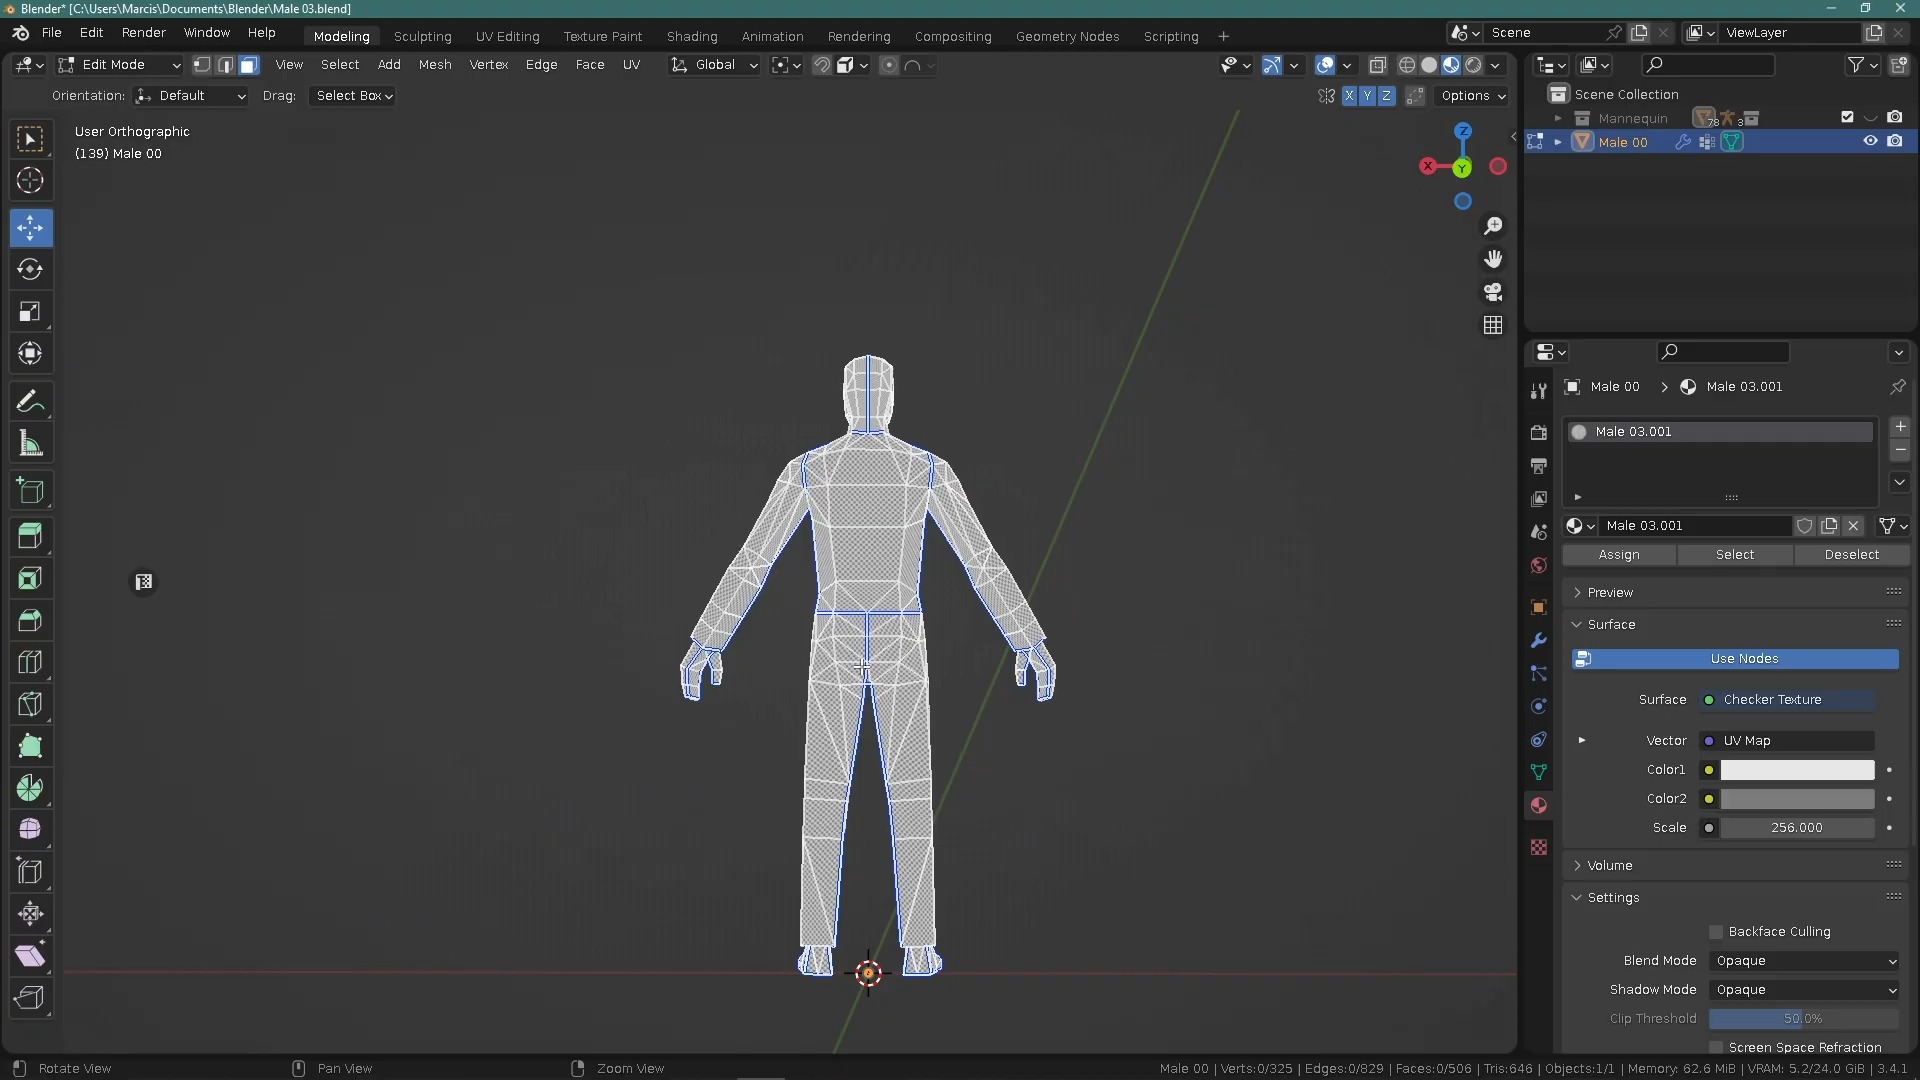 Blender* [C:\Users\Marcis\Documents\Blender\Male 03.blend]
File Edit Render Window Help Modeling Sculpting UV Editing Texture Paint Shading Animation Rendering Compositing Geometry Nodes Scripting + Scene ViewLayer
Edit Mode View Select Add Mesh Vertex Edge Face UV Global
Orientation: Default Drag: Select Box X Y Z Options
User Orthographic
(139) Male 00
Z
X
Y
Scene Collection
Mannequin 78 3
Male 00
Male 00 > Male 03.001
Male 03.001
Male 03.001
Assign Select Deselect
Preview
Surface
Use Nodes
Surface Checker Texture
Vector UV Map
Color1
Color2
Scale 256.000
Volume
Settings
Backface Culling
Blend Mode Opaque
Shadow Mode Opaque
Clip Threshold 50.0%
Screen Space Refraction
Rotate View Pan View Zoom View Male 00 | Verts:0/325 | Edges:0/829 | Faces:0/506 | Tris:646 | Objects:1/1 | Memory: 62.6 MiB | VRAM: 5.2/24.0 GiB | 3.4.1